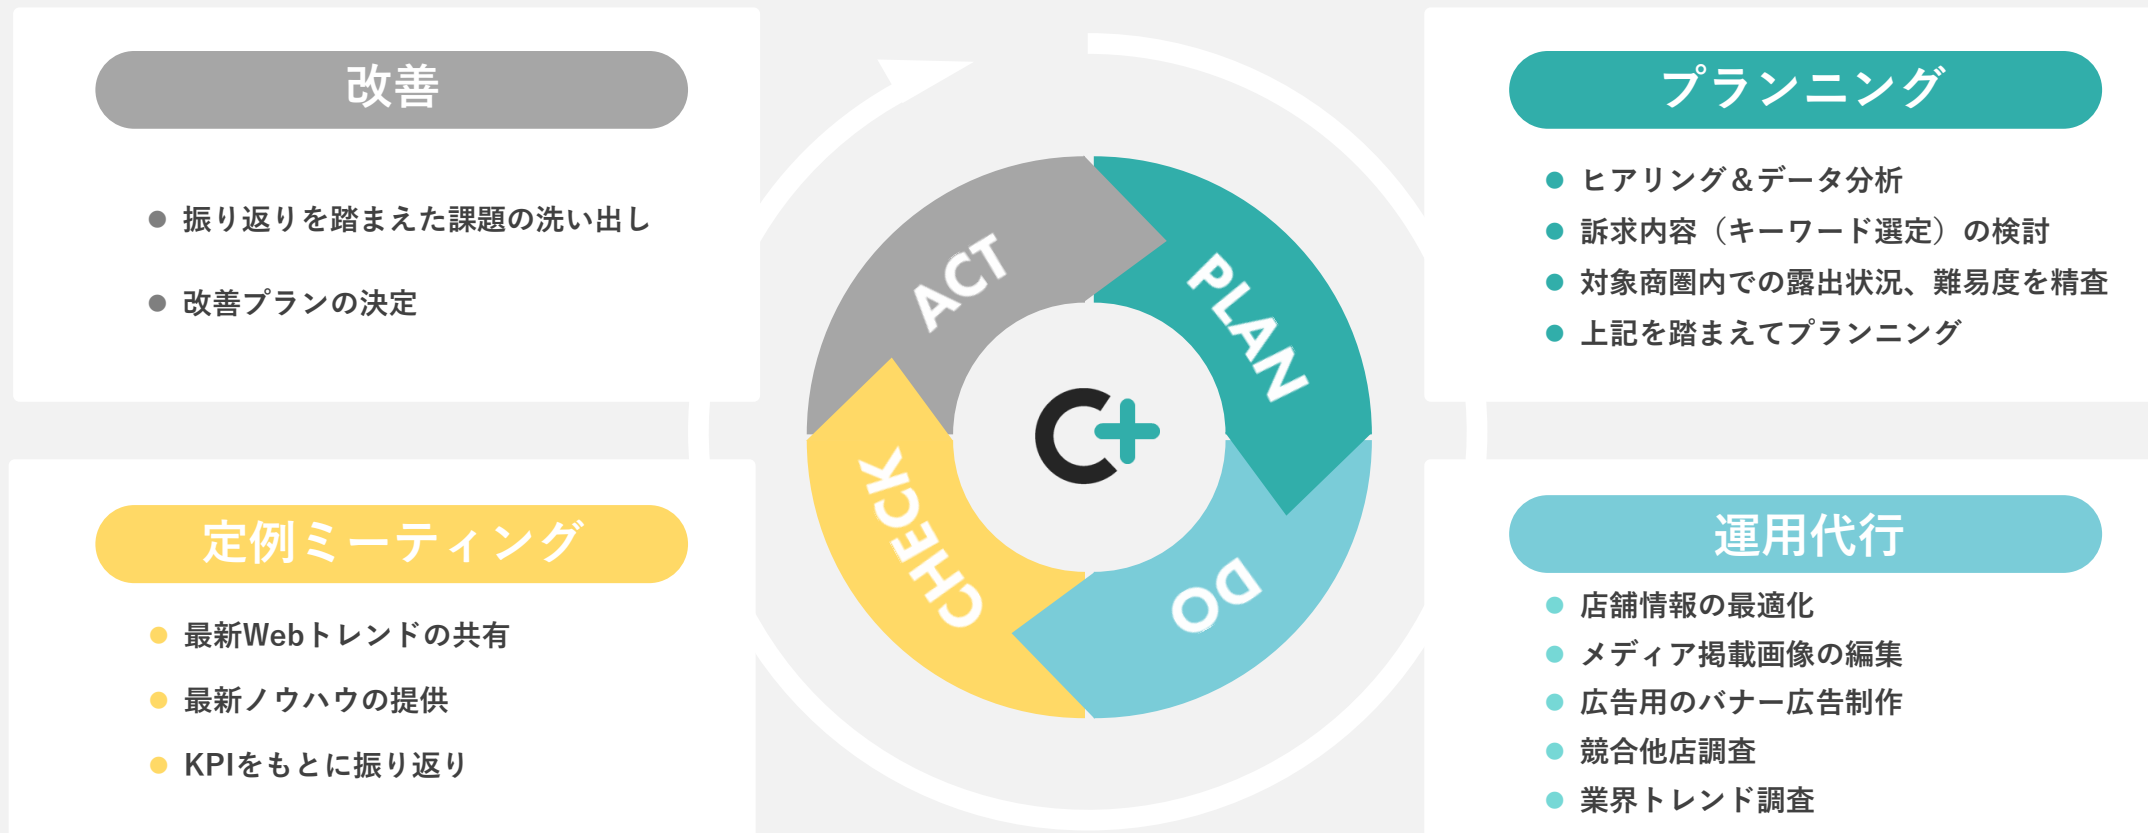 改善
振り返りを踏まえた課題の洗い出し
改善プランの決定
プランニング
ヒアリング＆データ分析
訴求内容（キーワード選定）の検討
対象商圏内での露出状況、難易度を精査
上記を踏まえてプランニング
ACT
PLAN
C+
CHECK
DO
定例ミーティング
最新Webトレンドの共有
最新ノウハウの提供
KPIをもとに振り返り
運用代行
店舗情報の最適化
メディア掲載画像の編集
広告用のバナー広告制作
競合他店調査
業界トレンド調査